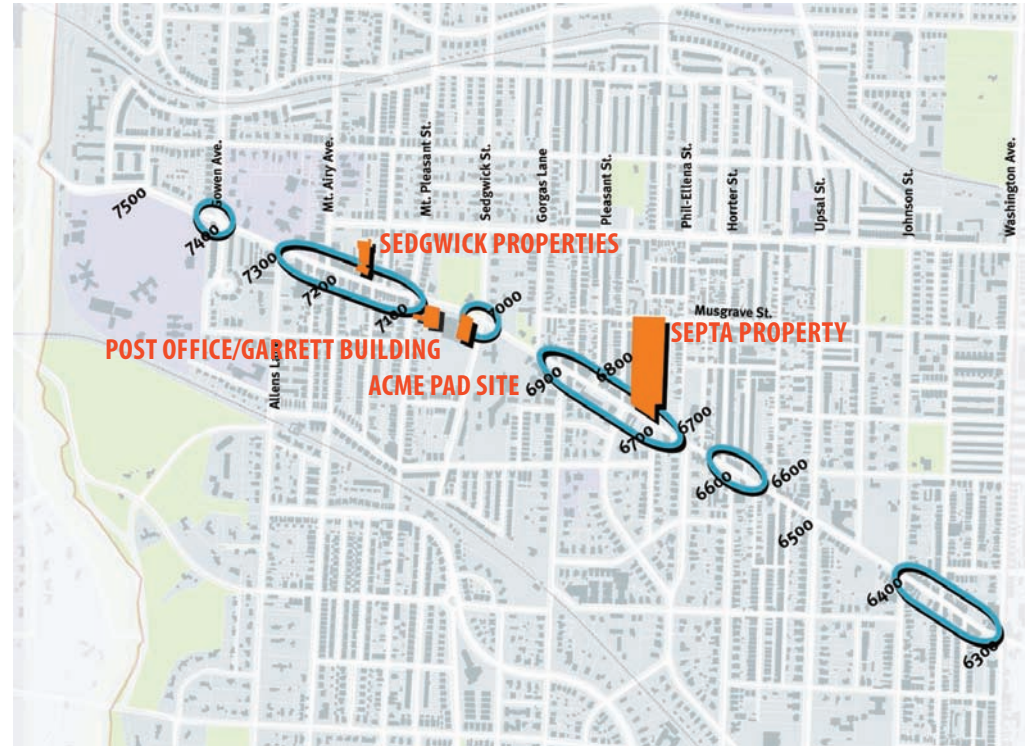 Gowen Ave.
Mt. Airy Ave.
Mt. Pleasant St.
Sedgwick St.
Gorgas Lane
Pleasant St.
Phil-Ellena St.
Horrter St.
Upsal St.
Johnson St.
Washington Ave.
7500
7400
7300
SEDGWICK PROPERTIES
7200
7100
7000
Musgrave St.
SEPTA PROPERTY
POST OFFICE/GARRETT BUILDING
Allens Lane
ACME PAD SITE
6900
6800
6700
6700
6600
6600
6500
6400
6300